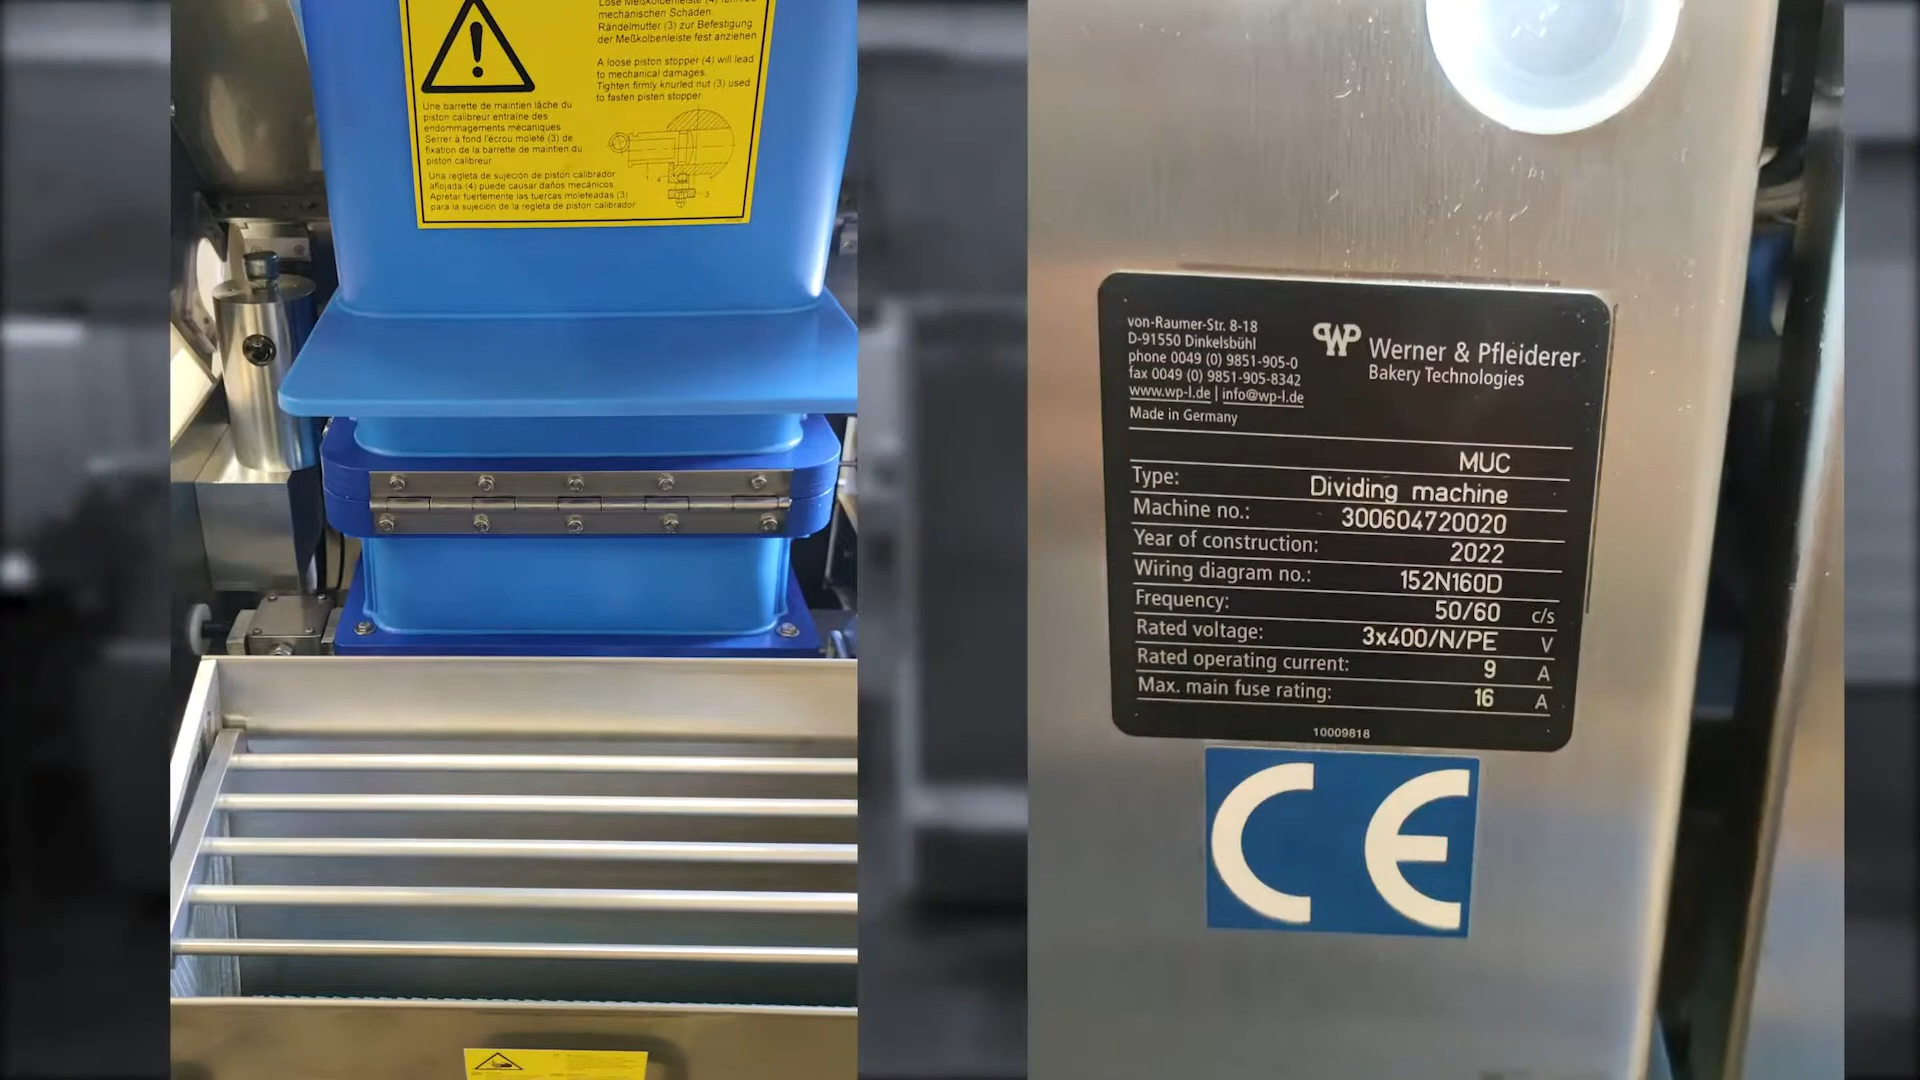 Lose Meßkolbenleiste (4) führt zu
mechanischen Schäden.
Rändelmutter (3) zur Befestigung
der Meßkolbenleiste fest anziehen
A loose piston stopper (4) will lead
to mechanical damages.
Tighten firmly knurled nut (3) used
to fasten pisten stopper
Une barrette de maintien lâche du
piston calibreur entraîne des
endommagements mécaniques
Serrer à fond l'écrou moleté (3) de
fixation de la barrette de maintien du
piston calibreur
Una regleta de sujeción de piston calibrador
aflojada (4) puede causar daños mecánicos.
Apretar fuertemente las tuercas moleteadas (3)
para la sujeción de la regleta de piston calibrador
1
4
3
von-Raumer-Str. 8-18
D-91550 Dinkelsbühl
phone 0049 (0) 9851-905-0
fax 0049 (0) 9851-905-8342
www.wp-l.de | info@wp-l.de
Made in Germany
WP Werner & Pfleiderer
Bakery Technologies
MUC
Type: Dividing machine
Machine no.: 300604720020
Year of construction: 2022
Wiring diagram no.: 152N160D
Frequency: 50/60 c/s
Rated voltage: 3x400/N/PE V
Rated operating current: 9 A
Max. main fuse rating: 16 A
10009818
CE